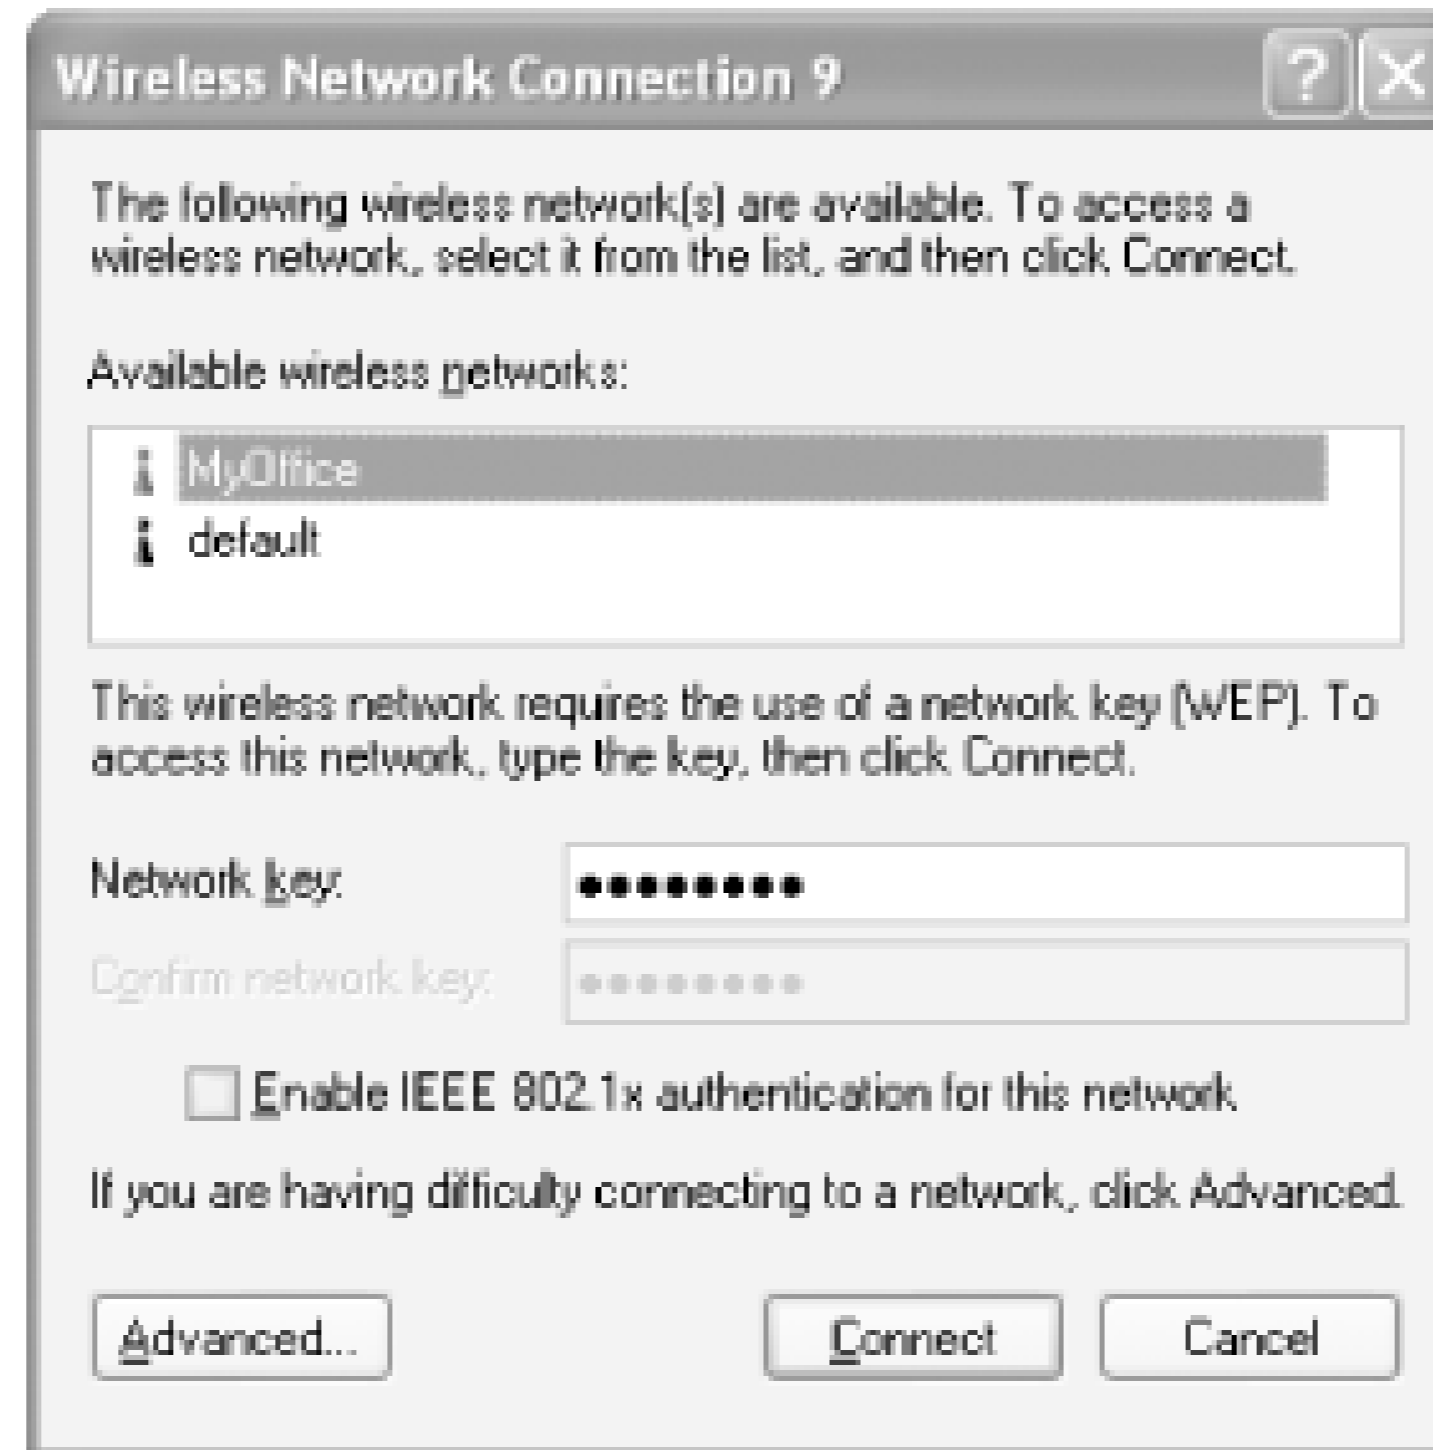 Wireless Network Connection 9
The following wireless network(s) are available. To access a
wireless network, select it from the list, and then click Connect.
Available wireless networks:
MyOffice
default
This wireless network requires the use of a network key (WEP). To
access this network, type the key, then click Connect.
Network key: ••••••••
Confirm network key: ••••••••
Enable IEEE 802.1x authentication for this network
If you are having difficulty connecting to a network, click Advanced.
Advanced... Connect Cancel